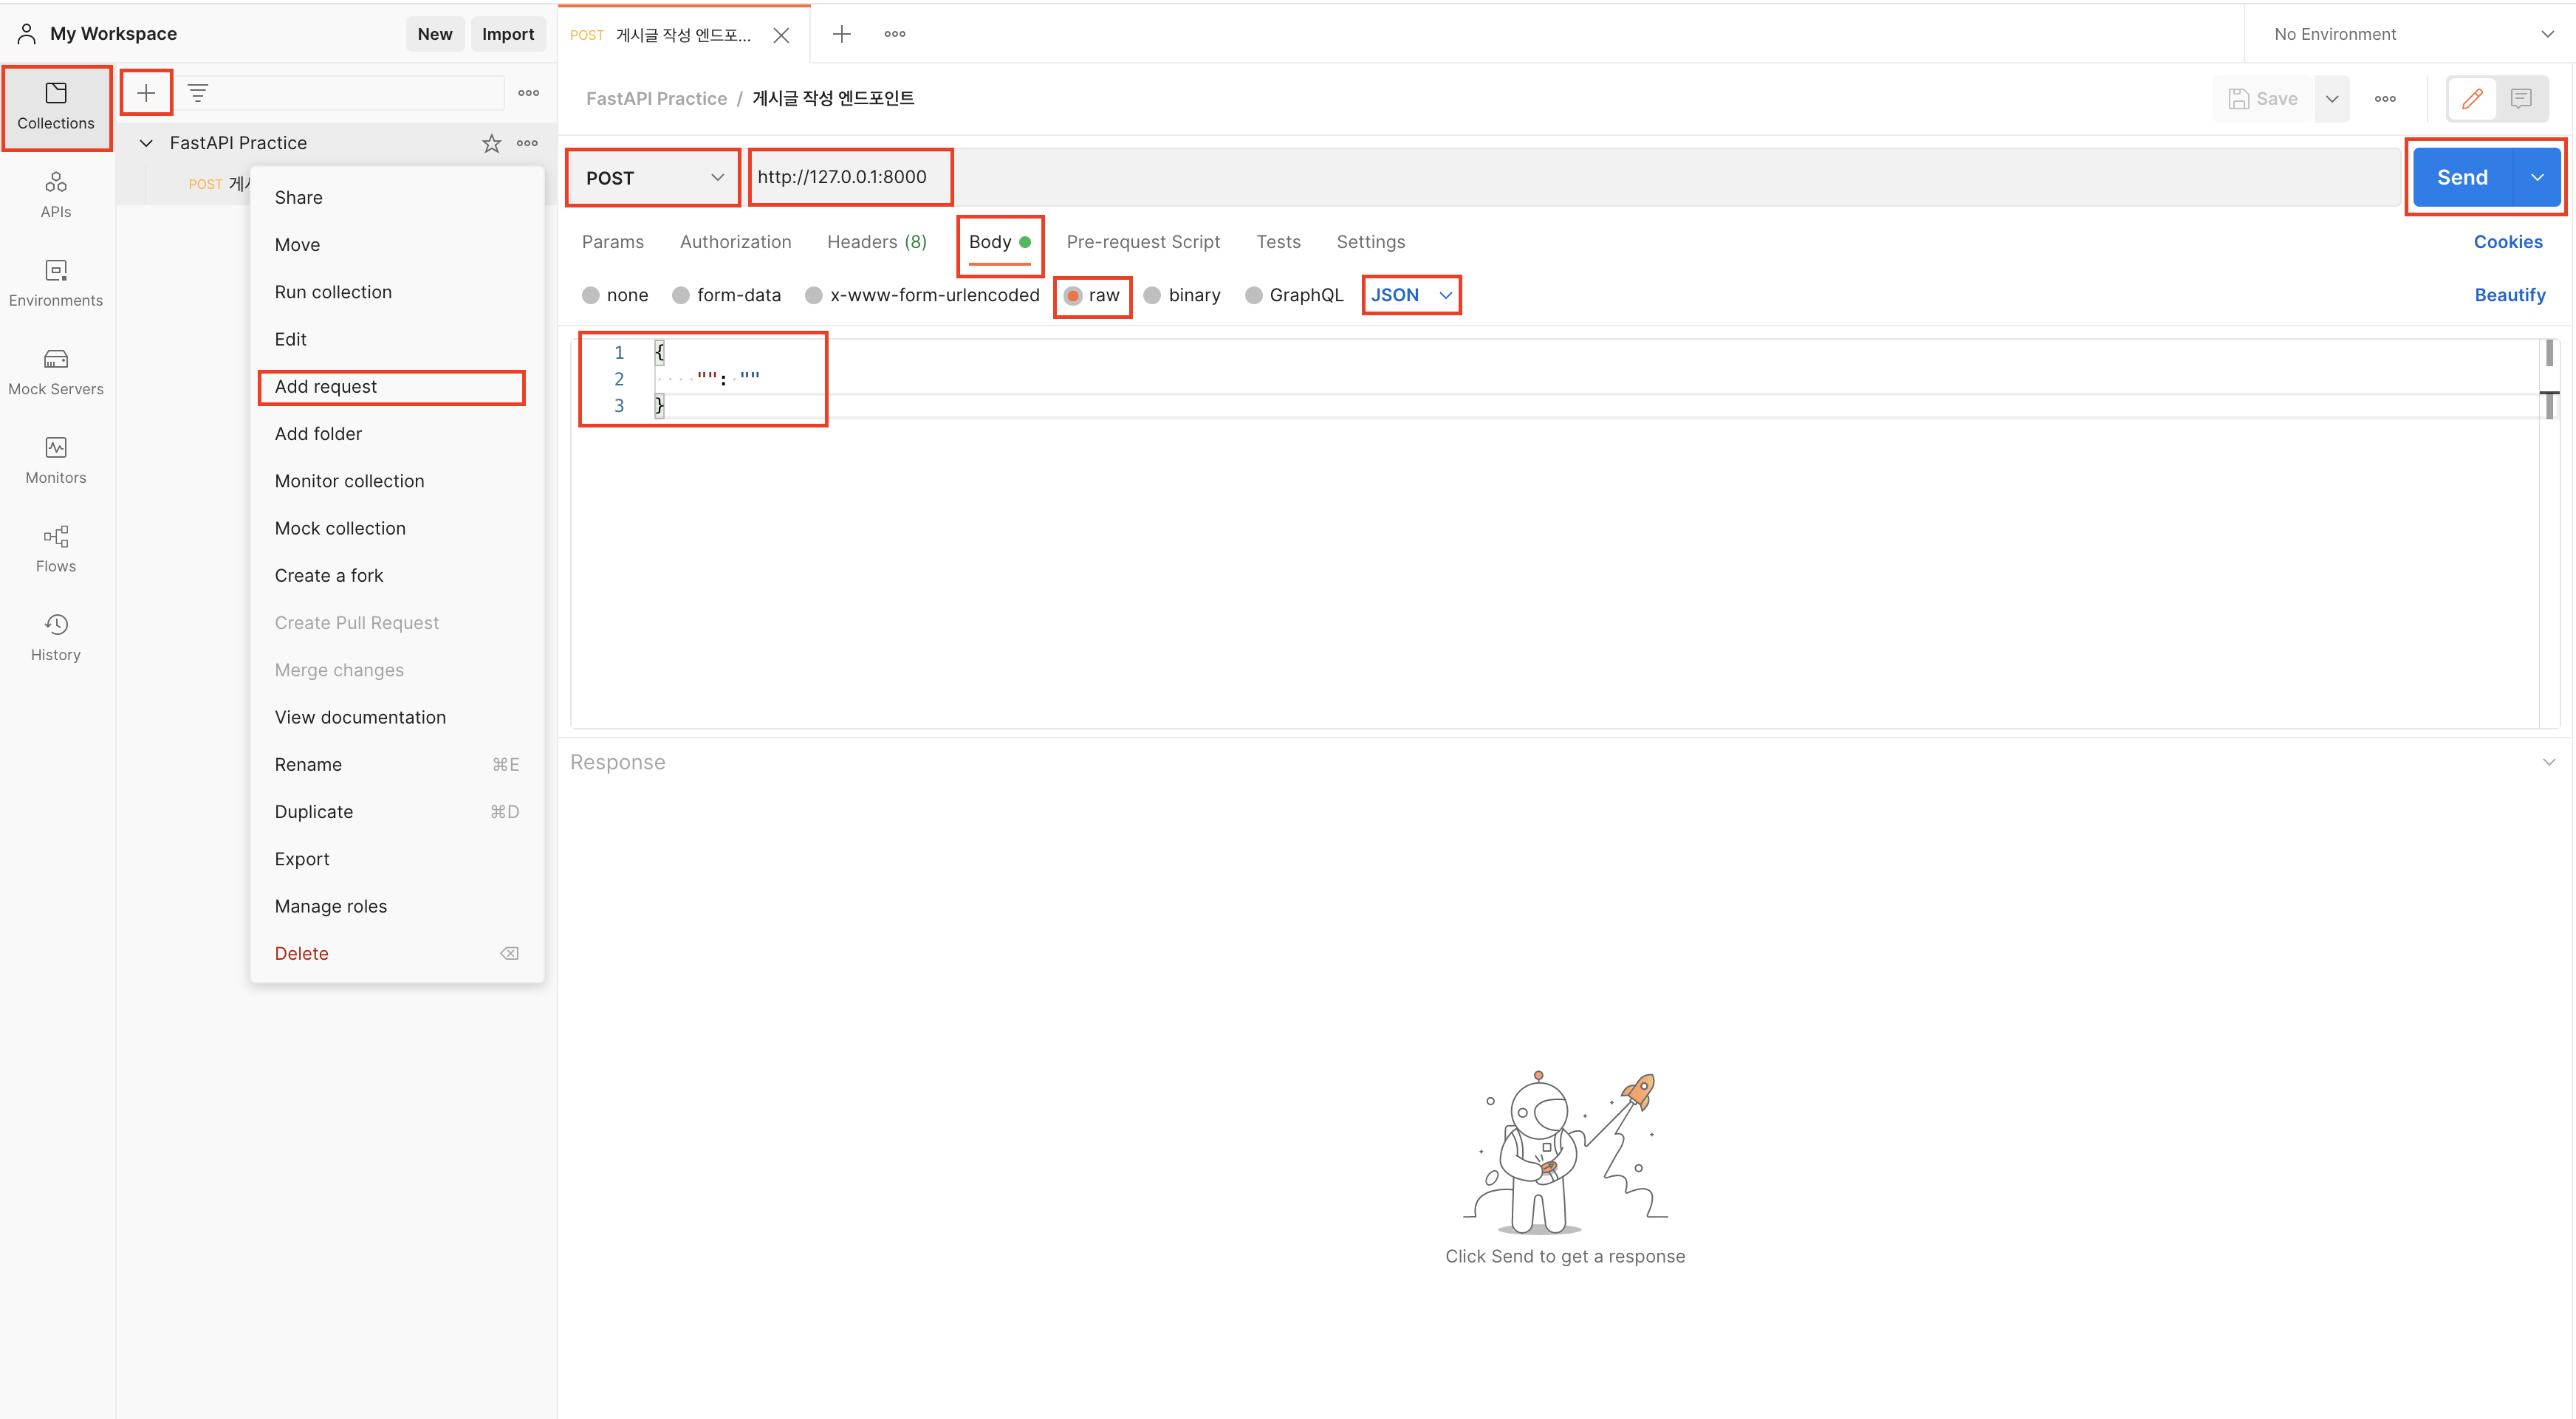 My Workspace
New
Import
POST 게시글 작성 엔드포...
No Environment
Collections
APIs
Environments
Mock Servers
Monitors
Flows
History
FastAPI Practice
POST
Share
Move
Run collection
Edit
Add request
Add folder
Monitor collection
Mock collection
Create a fork
Create Pull Request
Merge changes
View documentation
Rename ⌘E
Duplicate ⌘D
Export
Manage roles
Delete
FastAPI Practice / 게시글 작성 엔드포인트
Save
POST
http://127.0.0.1:8000
Send
Params Authorization Headers (8) Body Pre-request Script Tests Settings
Cookies
none form-data x-www-form-urlencoded raw binary GraphQL JSON
Beautify
1 {
2 "": ""
3 }
Response
Click Send to get a response